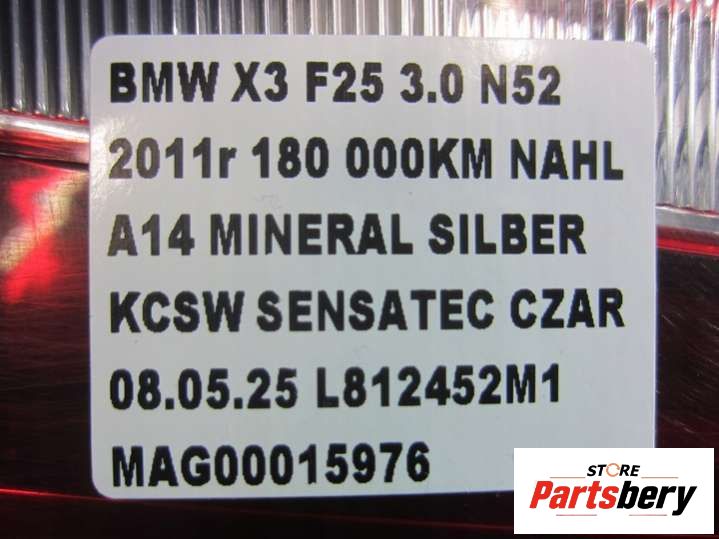 BMW X3 F25 3.0 N52
2011r 180 000KM NAHL
A14 MINERAL SILBER
KCSW SENSATEC CZAR
08.05.25 L812452M1
MAG00015976
STORE
Partsbery